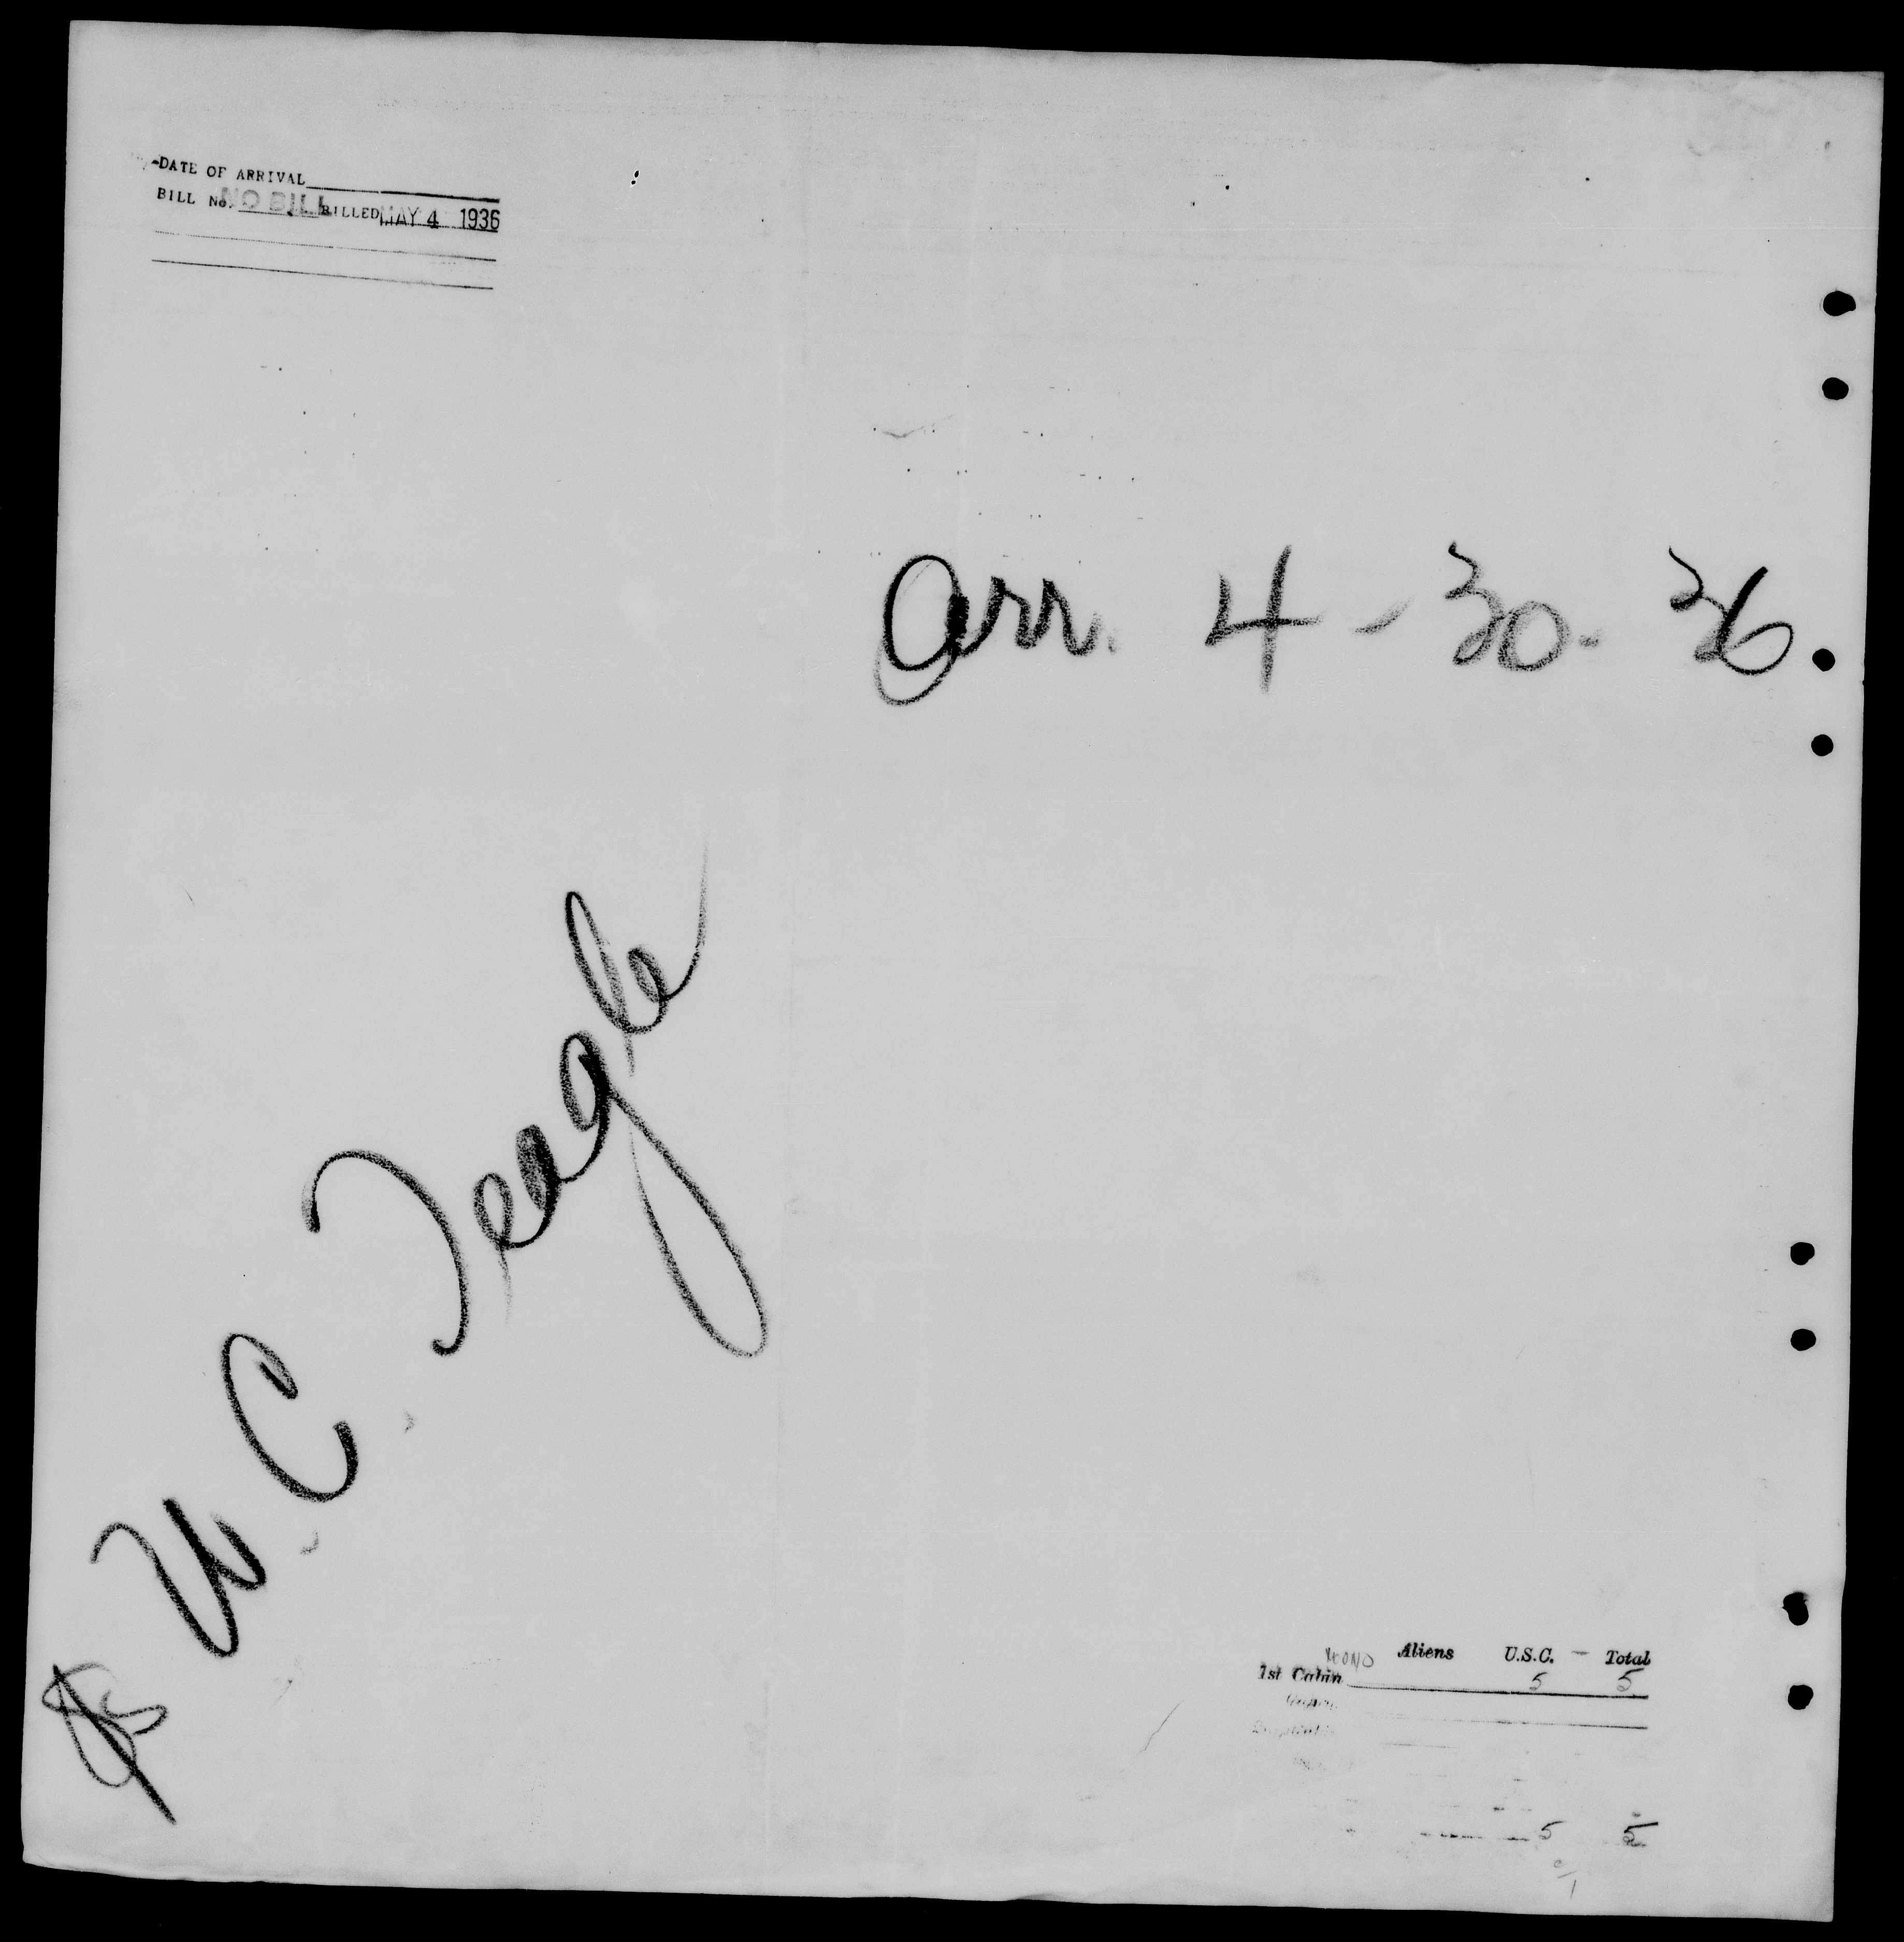 DATE OF ARRIVAL
BILL No. NO BILL BILLED MAY 4 1936
Arr. 4-30-36.
SS W. C. Teagle
Aliens U.S.C. Total
1st Cabin 5 5
5 5